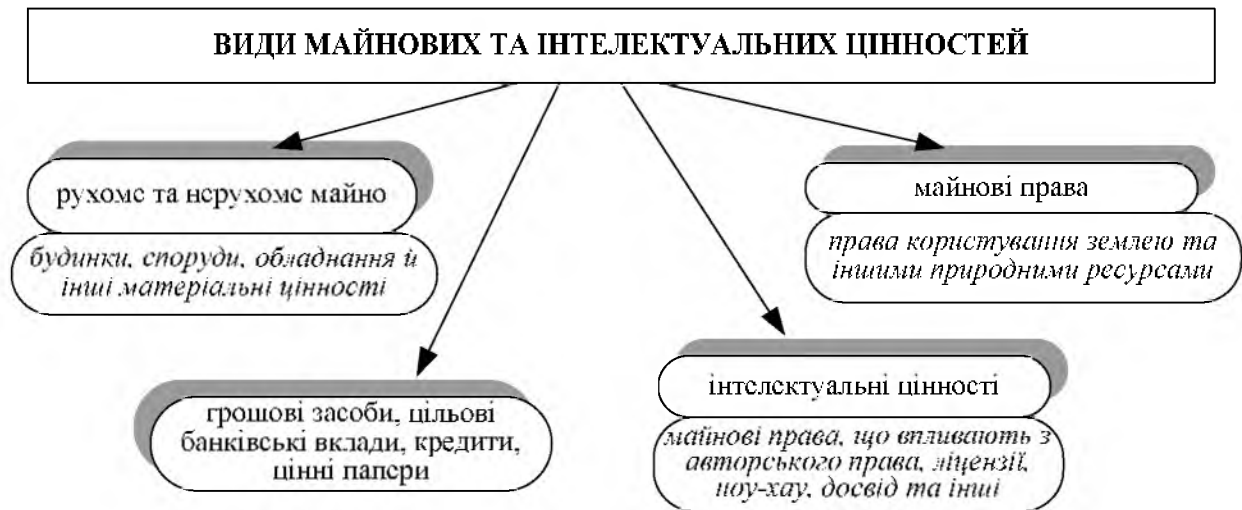 ВИДИ МАЙНОВИХ ТА ІНТЕЛЕКТУАЛЬНИХ ЦІННОСТЕЙ
рухоме та нерухоме майно
будинки, споруди, обладнання й
інші матеріальні цінності
майнові права
права користування землею та
іншими природними ресурсами
грошові засоби, цільові
банківські вклади, кредити,
цінні папери
інтелектуальні цінності
майнові права, що впливають з
авторського права, ліцензії,
ноу-хау, досвід та інші